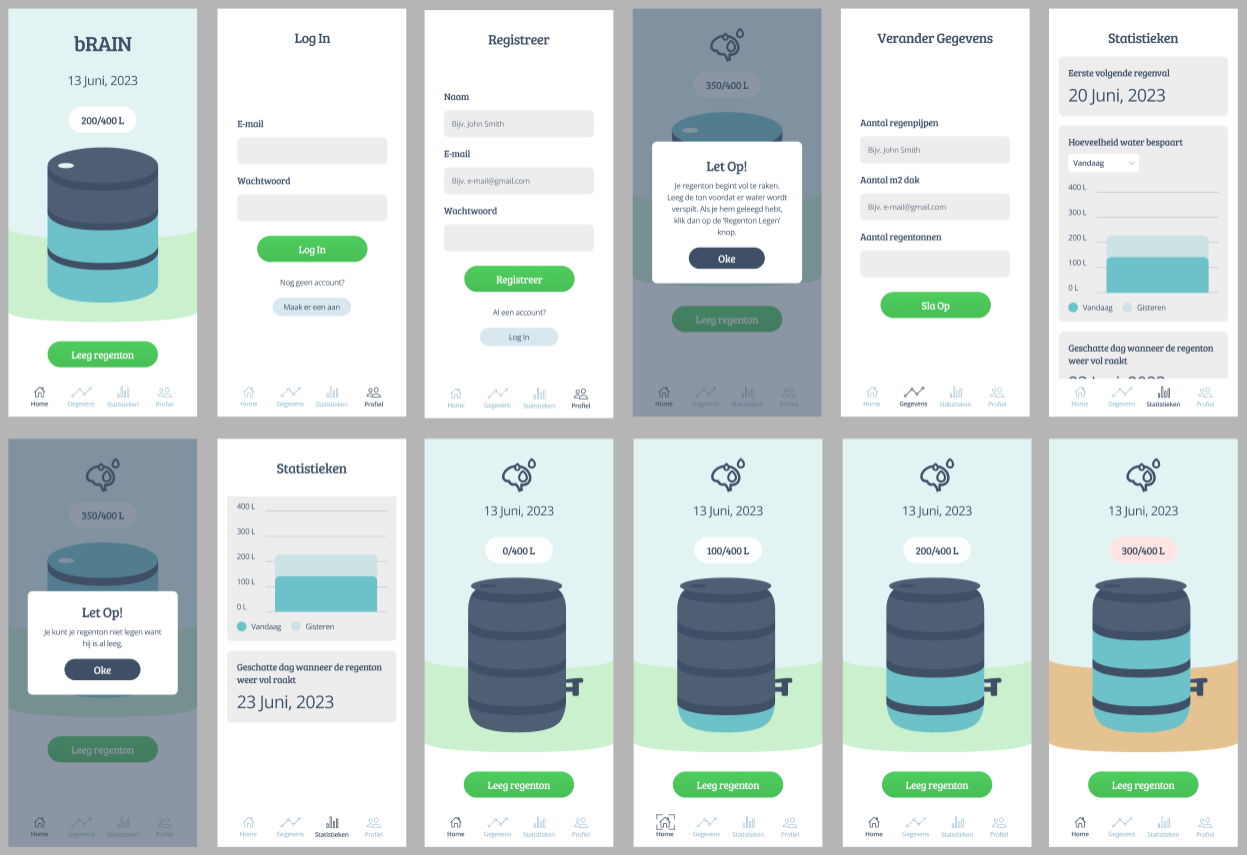 bRAIN
13 Juni, 2023
200/400 L
Leeg regenton
Home
Gegevens
Statistieken
Profiel
Log In
E-mail
Wachtwoord
Log In
Nog geen account?
Maak er een aan
Home
Gegevens
Statistieken
Profiel
Registreer
Naam
Bijv. John Smith
E-mail
Bijv. e-mail@gmail.com
Wachtwoord
Registreer
Al een account?
Log In
Home
Gegevens
Statistieken
Profiel
350/400 L
Let Op!
Je regenton begint vol te raken.
Leeg de ton voordat er water wordt
verspilt. Als je hem geleegd hebt,
klik dan op de 'Regenton Legen'
knop.
Oke
Leeg regenton
Home
Gegevens
Statistieken
Profiel
Verander Gegevens
Aantal regenpijpen
Bijv. John Smith
Aantal m2 dak
Bijv. e-mail@gmail.com
Aantal regentonnen
Sla Op
Home
Gegevens
Statistieken
Profiel
Statistieken
Eerste volgende regenval
20 Juni, 2023
Hoeveelheid water bespaart
Vandaag
400 L
300 L
200 L
100 L
0 L
Vandaag
Gisteren
Geschatte dag wanneer de regenton
weer vol raakt
23 Juni, 2023
Home
Gegevens
Statistieken
Profiel
350/400 L
Let Op!
Je kunt je regenton niet legen want
hij is al leeg.
Oke
Leeg regenton
Home
Gegevens
Statistieken
Profiel
Statistieken
400 L
300 L
200 L
100 L
0 L
Vandaag
Gisteren
Geschatte dag wanneer de regenton
weer vol raakt
23 Juni, 2023
Home
Gegevens
Statistieken
Profiel
13 Juni, 2023
0/400 L
Leeg regenton
Home
Gegevens
Statistieken
Profiel
13 Juni, 2023
100/400 L
Leeg regenton
Home
Gegevens
Statistieken
Profiel
13 Juni, 2023
200/400 L
Leeg regenton
Home
Gegevens
Statistieken
Profiel
13 Juni, 2023
300/400 L
Leeg regenton
Home
Gegevens
Statistieken
Profiel